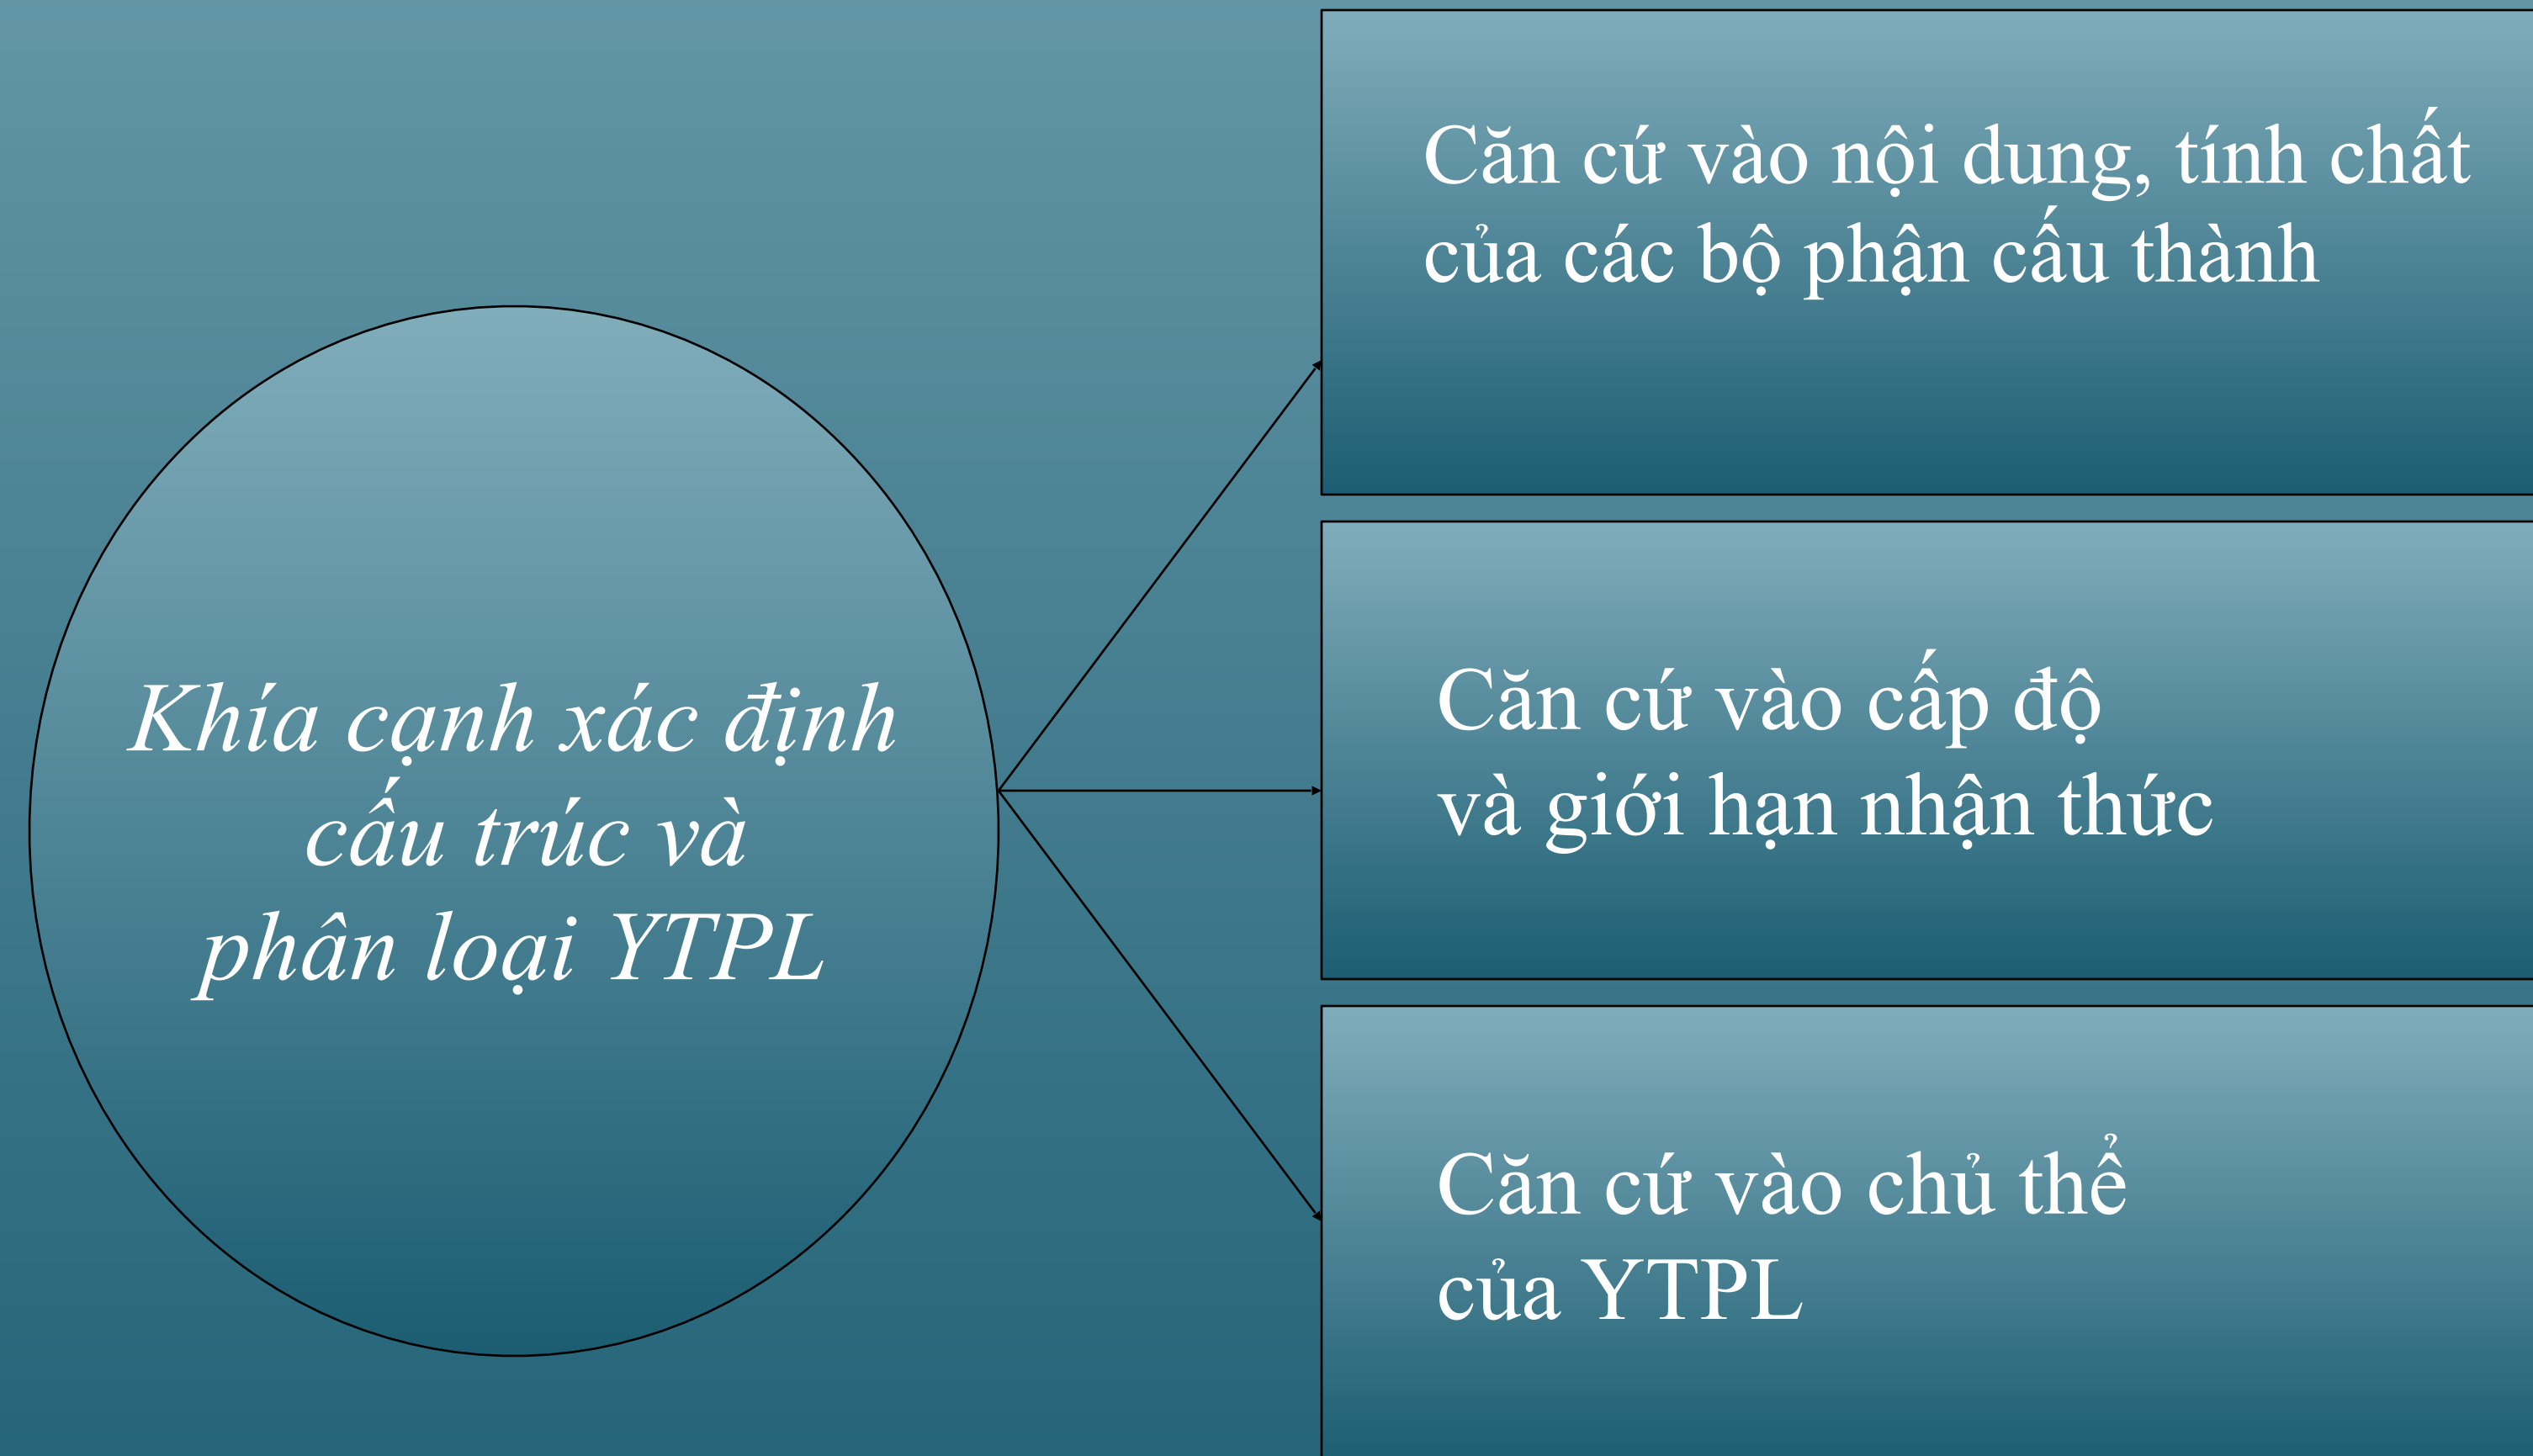 Khía cạnh xác định
cấu trúc và
phân loại YTPL
Căn cứ vào nội dung, tính chất
của các bộ phận cấu thành
Căn cứ vào cấp độ
và giới hạn nhận thức
Căn cứ vào chủ thể
của YTPL